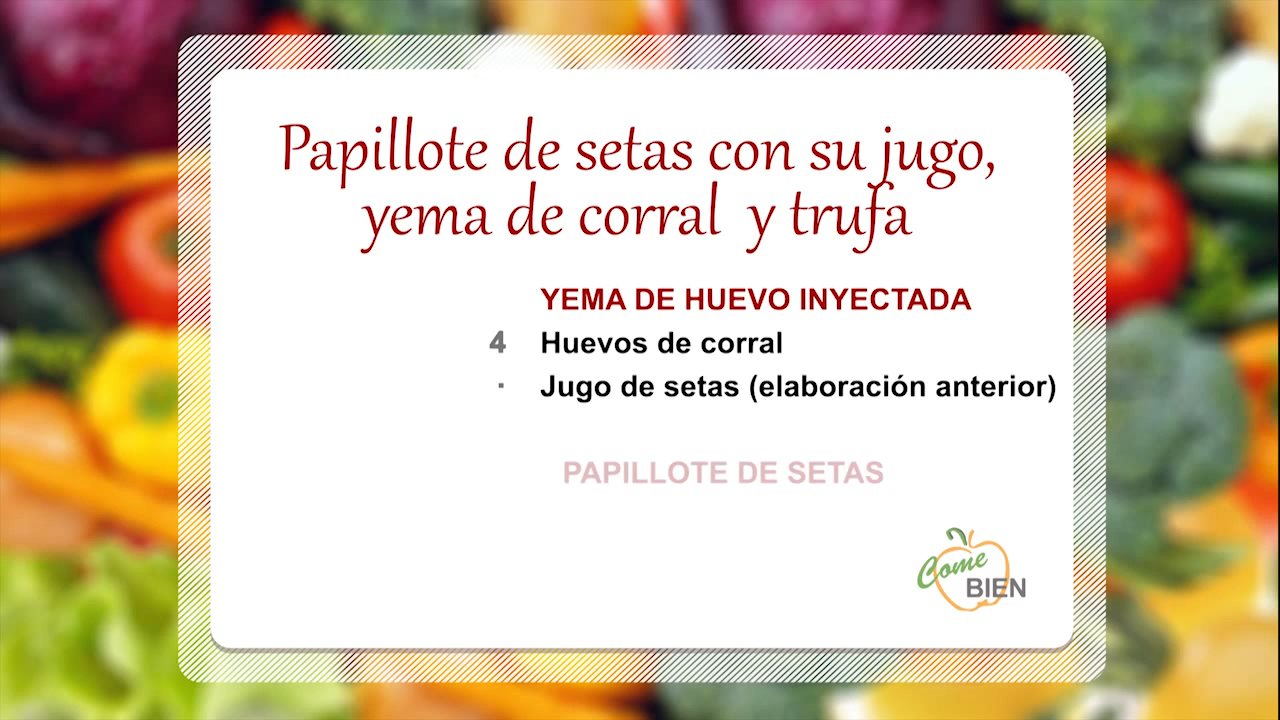 Papillote de setas con su jugo,
yema de corral y trufa
YEMA DE HUEVO INYECTADA
4 Huevos de corral
· Jugo de setas (elaboración anterior)
PAPILLOTE DE SETAS
Come
BIEN